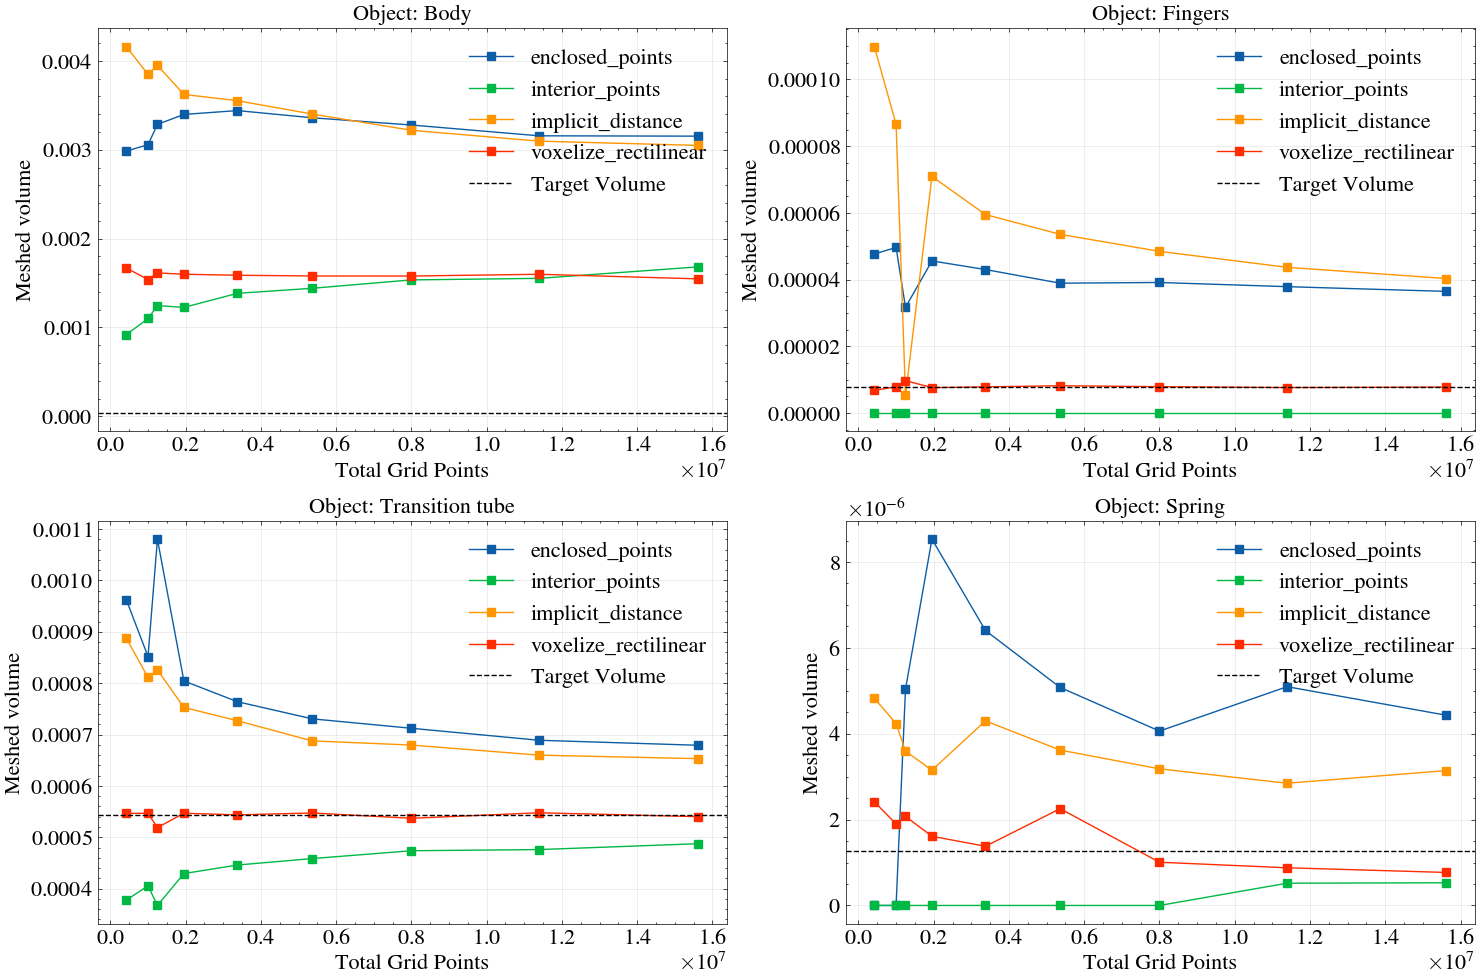 Object: Body
Meshed volume
0.004
0.003
0.002
0.001
0.000
enclosed_points
interior_points
implicit_distance
voxelize_rectilinear
Target Volume
0.0 0.2 0.4 0.6 0.8 1.0 1.2 1.4 1.6
Total Grid Points
×10⁷
Object: Fingers
Meshed volume
0.00010
0.00008
0.00006
0.00004
0.00002
0.00000
enclosed_points
interior_points
implicit_distance
voxelize_rectilinear
Target Volume
0.0 0.2 0.4 0.6 0.8 1.0 1.2 1.4 1.6
Total Grid Points
×10⁷
Object: Transition tube
Meshed volume
0.0011
0.0010
0.0009
0.0008
0.0007
0.0006
0.0005
0.0004
enclosed_points
interior_points
implicit_distance
voxelize_rectilinear
Target Volume
0.0 0.2 0.4 0.6 0.8 1.0 1.2 1.4 1.6
Total Grid Points
×10⁷
×10⁻⁶
Object: Spring
Meshed volume
8
6
4
2
0
enclosed_points
interior_points
implicit_distance
voxelize_rectilinear
Target Volume
0.0 0.2 0.4 0.6 0.8 1.0 1.2 1.4 1.6
Total Grid Points
×10⁷